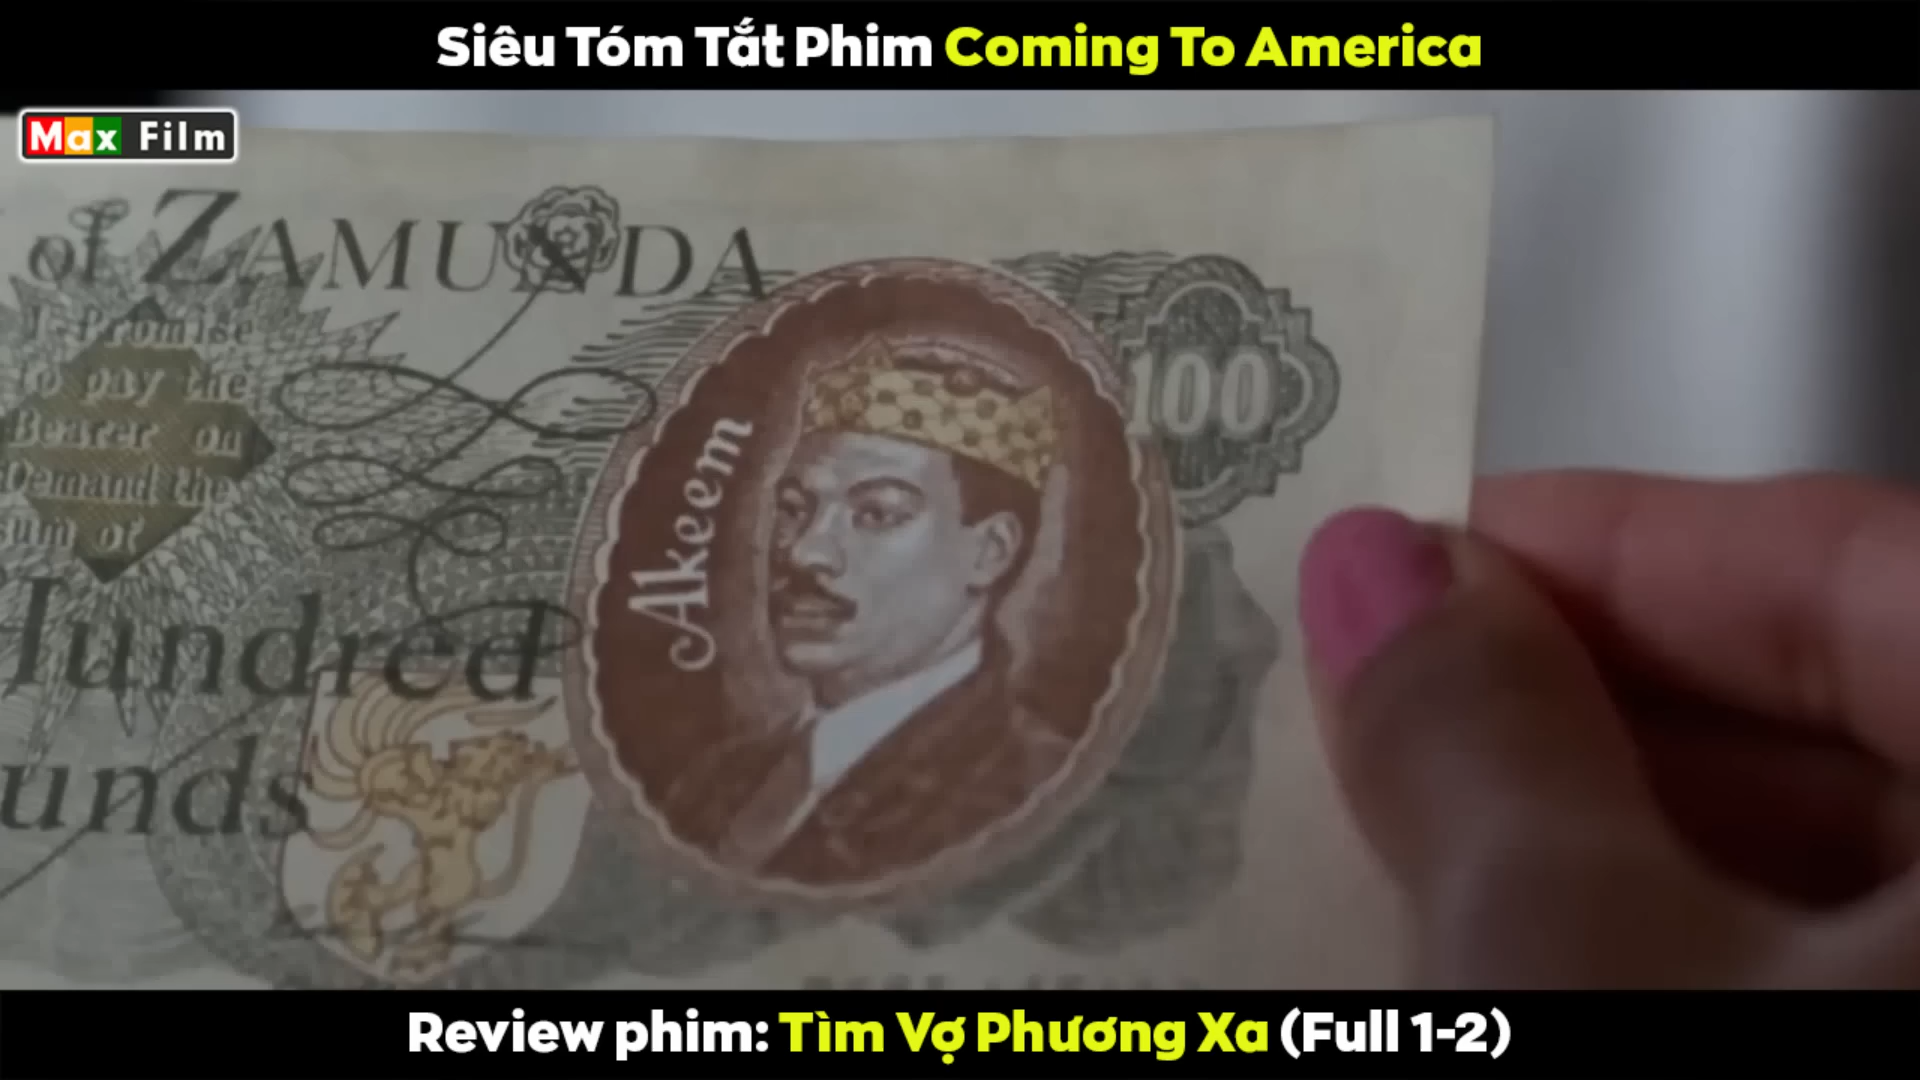 Siêu Tóm Tắt Phim Coming To America
Max Film
of ZAMUNDA
I Promise
to pay the
Bearer on
Demand the
sum of
Hundred
unds
Akeem
100
Review phim: Tìm Vợ Phương Xa (Full 1-2)